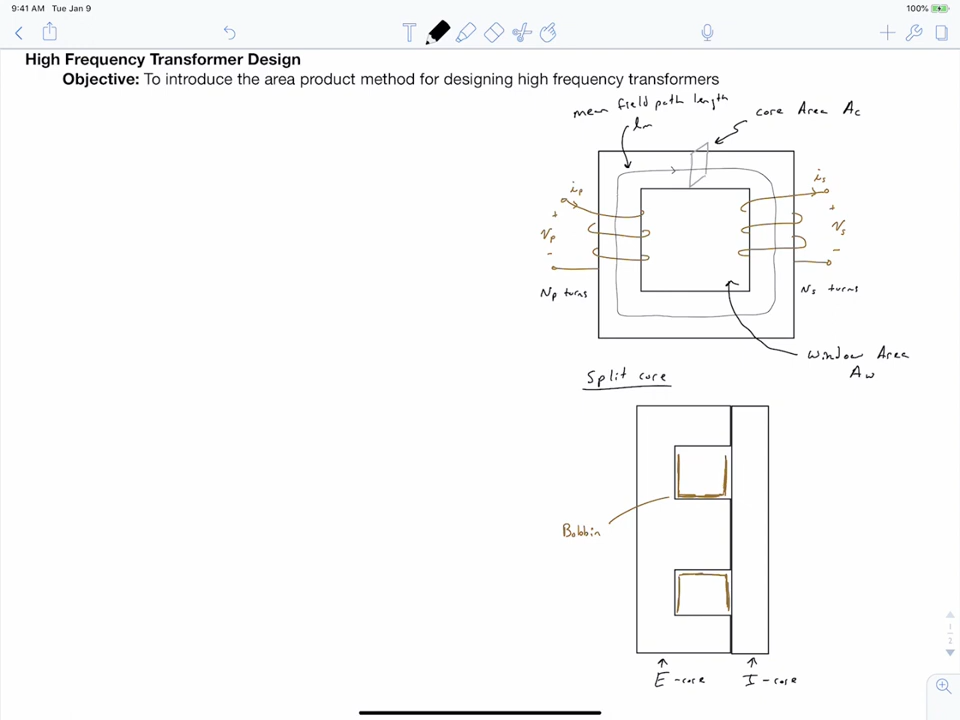 9:41 AM Tue Jan 9
100%
High Frequency Transformer Design
Objective: To introduce the area product method for designing high frequency transformers
mean field path length
lm
core Area Ac
ip
is
+
+
Vp
Vs
-
-
Np turns
Ns turns
window Area
Aw
Split core
Bobbin
E-core
I-core
1
2